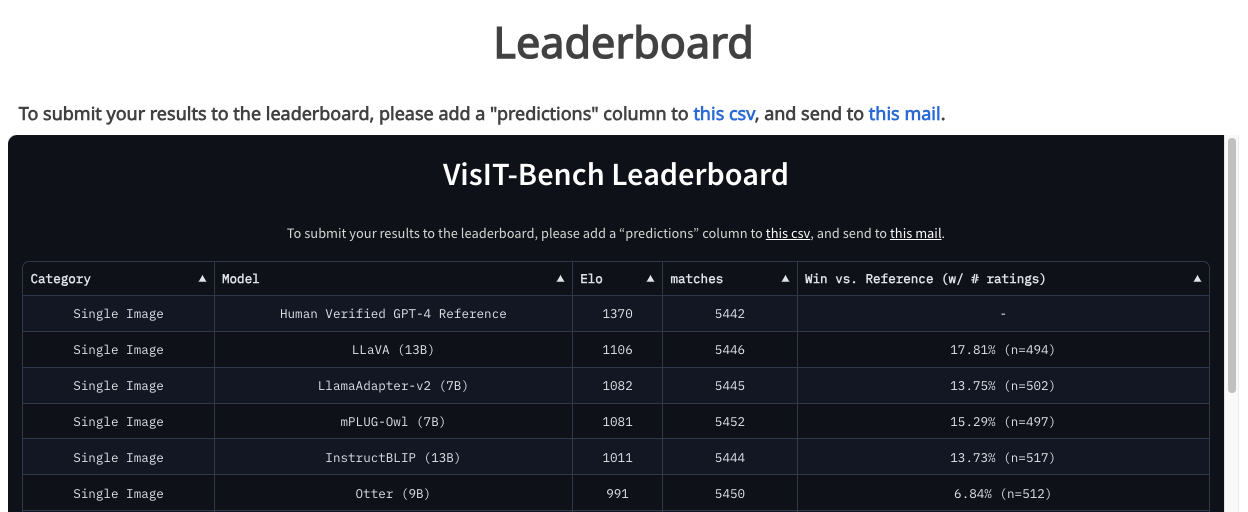 Leaderboard
To submit your results to the leaderboard, please add a "predictions" column to this csv, and send to this mail.
VisIT-Bench Leaderboard
To submit your results to the leaderboard, please add a “predictions” column to this csv, and send to this mail.
Category ▲ Model ▲ Elo ▲ matches ▲ Win vs. Reference (w/ # ratings) ▲
Single Image Human Verified GPT-4 Reference 1370 5442 -
Single Image LLaVA (13B) 1106 5446 17.81% (n=494)
Single Image LlamaAdapter-v2 (7B) 1082 5445 13.75% (n=502)
Single Image mPLUG-Owl (7B) 1081 5452 15.29% (n=497)
Single Image InstructBLIP (13B) 1011 5444 13.73% (n=517)
Single Image Otter (9B) 991 5450 6.84% (n=512)